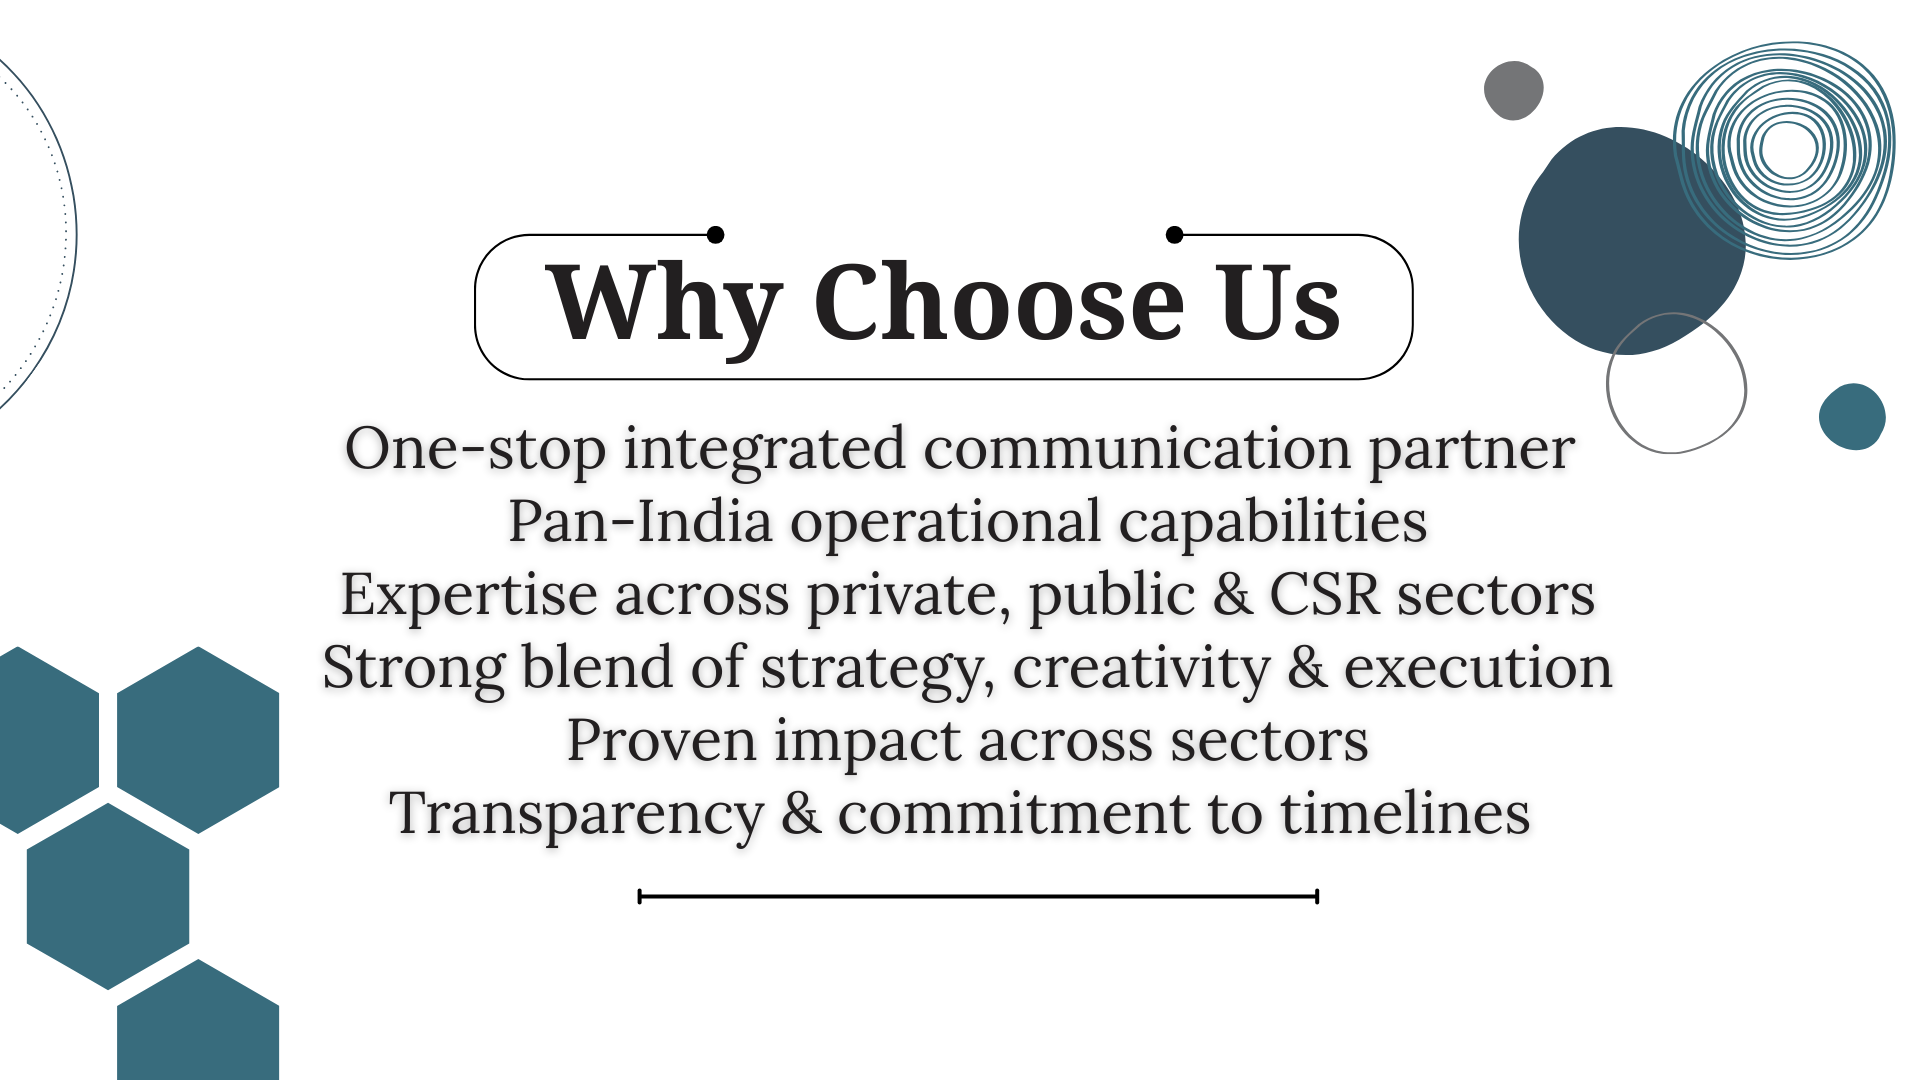 Why Choose Us
One-stop integrated communication partner
Pan-India operational capabilities
Expertise across private, public & CSR sectors
Strong blend of strategy, creativity & execution
Proven impact across sectors
Transparency & commitment to timelines